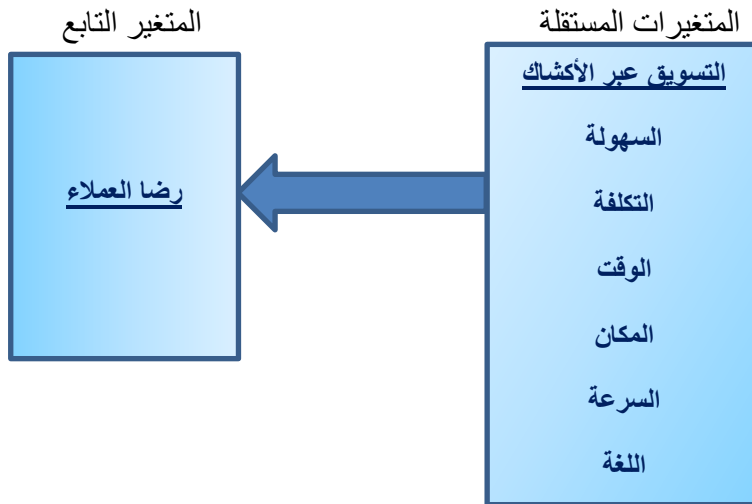 المتغيرات المستقلة
التسويق عبر الأكشاك
السهولة
التكلفة
الوقت
المكان
السرعة
اللغة
المتغير التابع
رضا العملاء